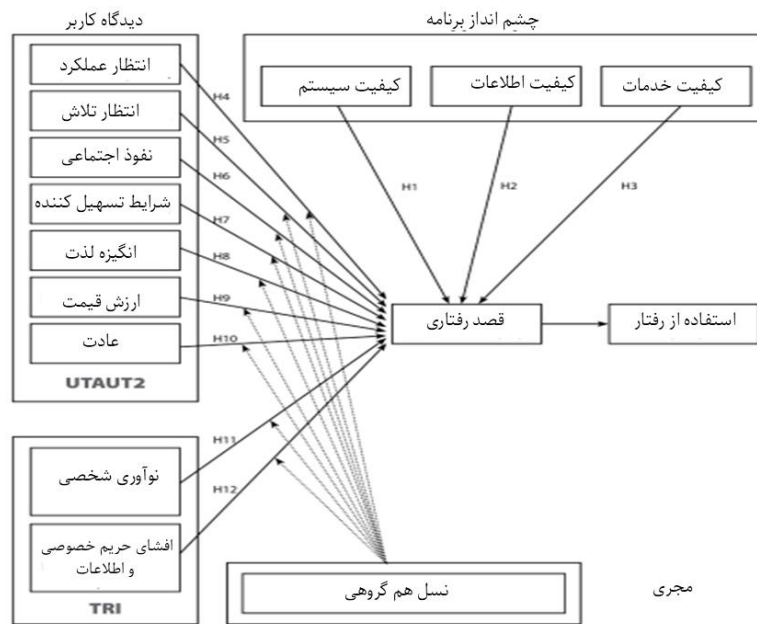 دیدگاه کاربر
انتظار عملکرد
انتظار تلاش
نفوذ اجتماعی
شرایط تسهیل کننده
انگیزه لذت
ارزش قیمت
عادت
UTAUT2
چشم انداز برنامه
کیفیت خدمات
کیفیت اطلاعات
کیفیت سیستم
H1
H2
H3
H4
H5
H6
H7
H8
H9
H10
قصد رفتاری
استفاده از رفتار
H11
H12
نوآوری شخصی
افشای حریم خصوصی
و اطلاعات
TRI
نسل هم گروهی
مجری